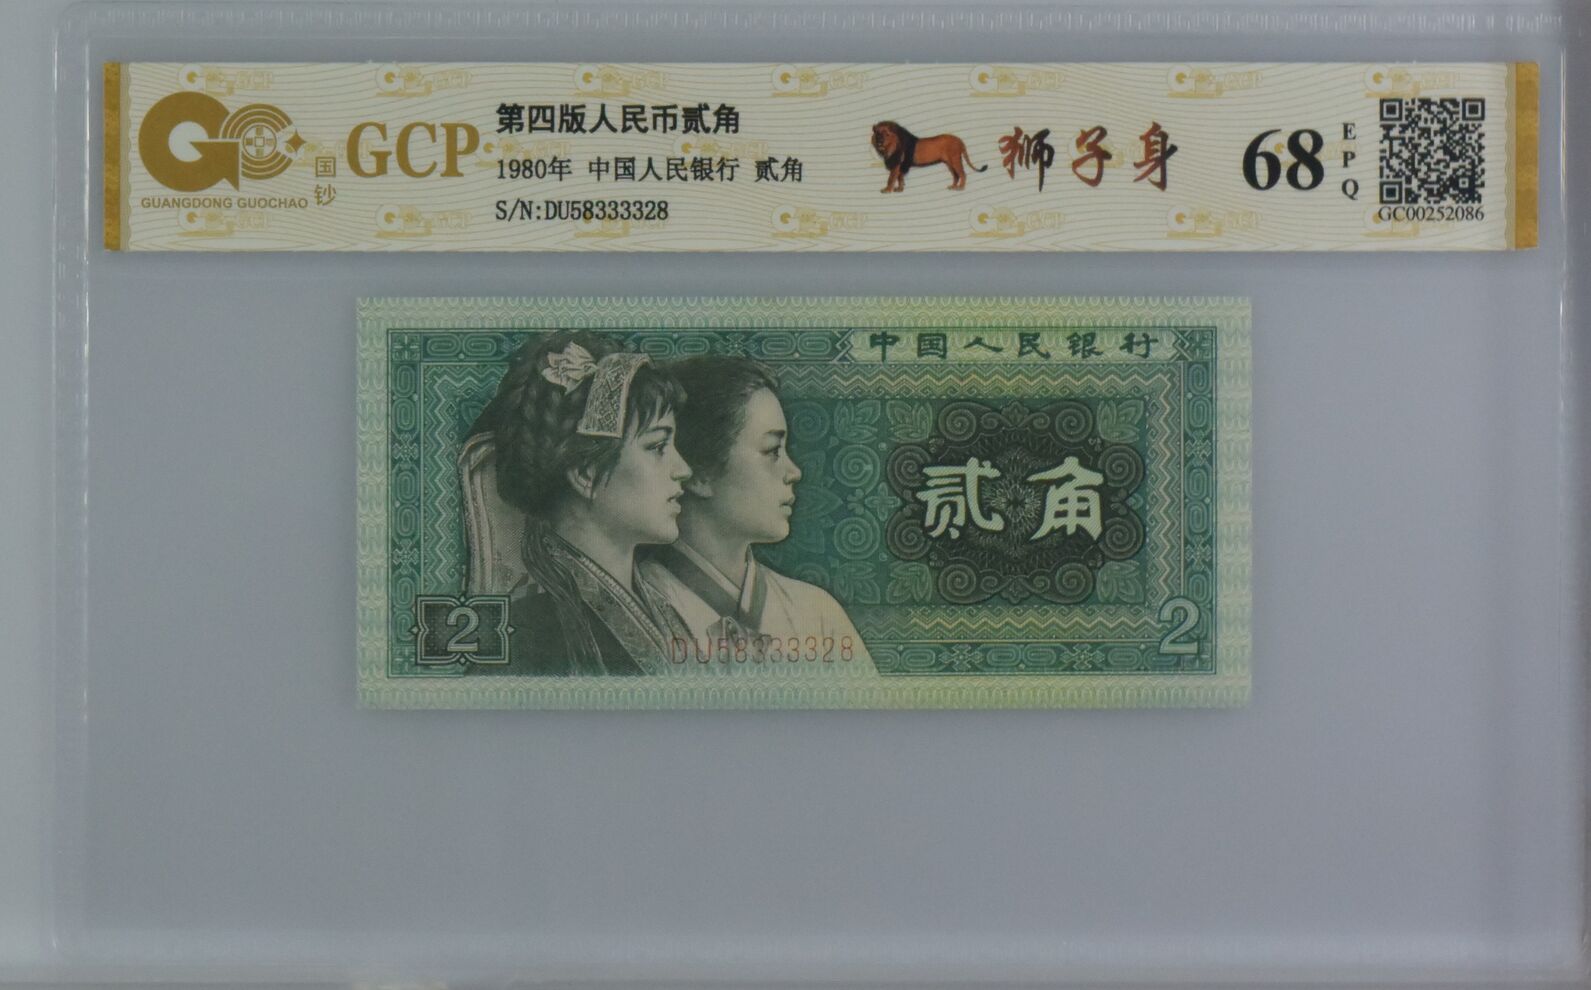 GCP
国钞
GUANGDONG GUOCHAO
第四版人民币贰角
1980年 中国人民银行 贰角
S/N:DU58333328
狮子身
68
EPQ
GC00252086
中国人民银行
贰角
2
2
DU58333328